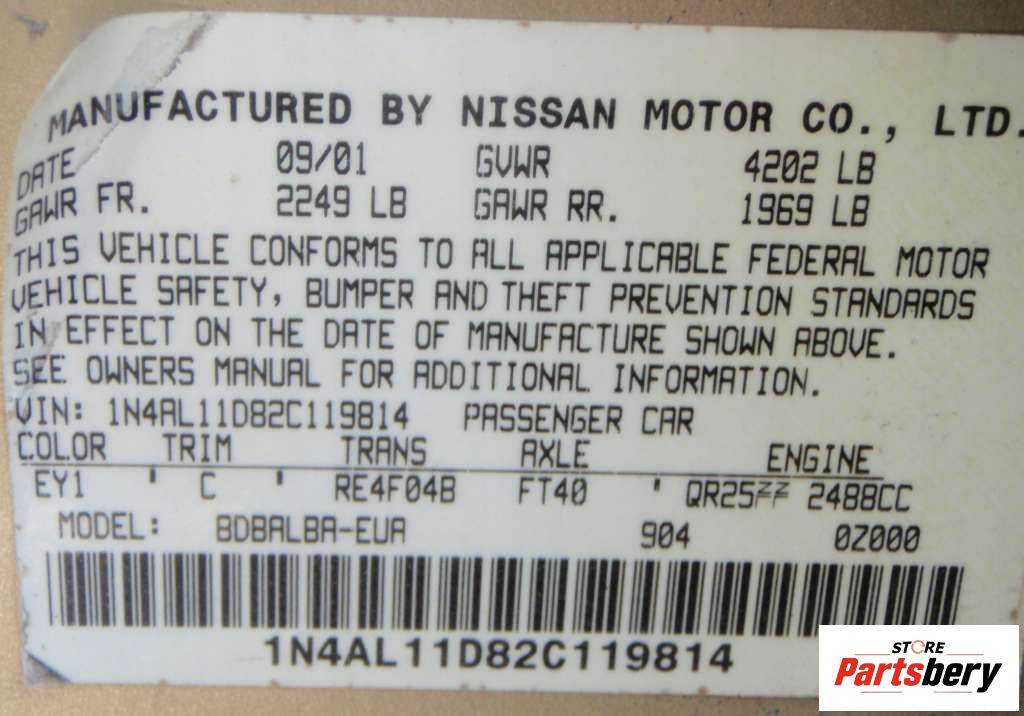 MANUFACTURED BY NISSAN MOTOR CO., LTD.
DATE 09/01 GVWR 4202 LB
GAWR FR. 2249 LB GAWR RR. 1969 LB
THIS VEHICLE CONFORMS TO ALL APPLICABLE FEDERAL MOTOR
VEHICLE SAFETY, BUMPER AND THEFT PREVENTION STANDARDS
IN EFFECT ON THE DATE OF MANUFACTURE SHOWN ABOVE.
SEE OWNERS MANUAL FOR ADDITIONAL INFORMATION.
VIN: 1N4AL11D82C119814 PASSENGER CAR
COLOR TRIM TRANS AXLE ENGINE
EY1 ' C ' RE4F04B FT40 ' QR25 2488CC
MODEL: BDBALBA-EUA 904 0Z000
1N4AL11D82C119814
STORE
Partsbery